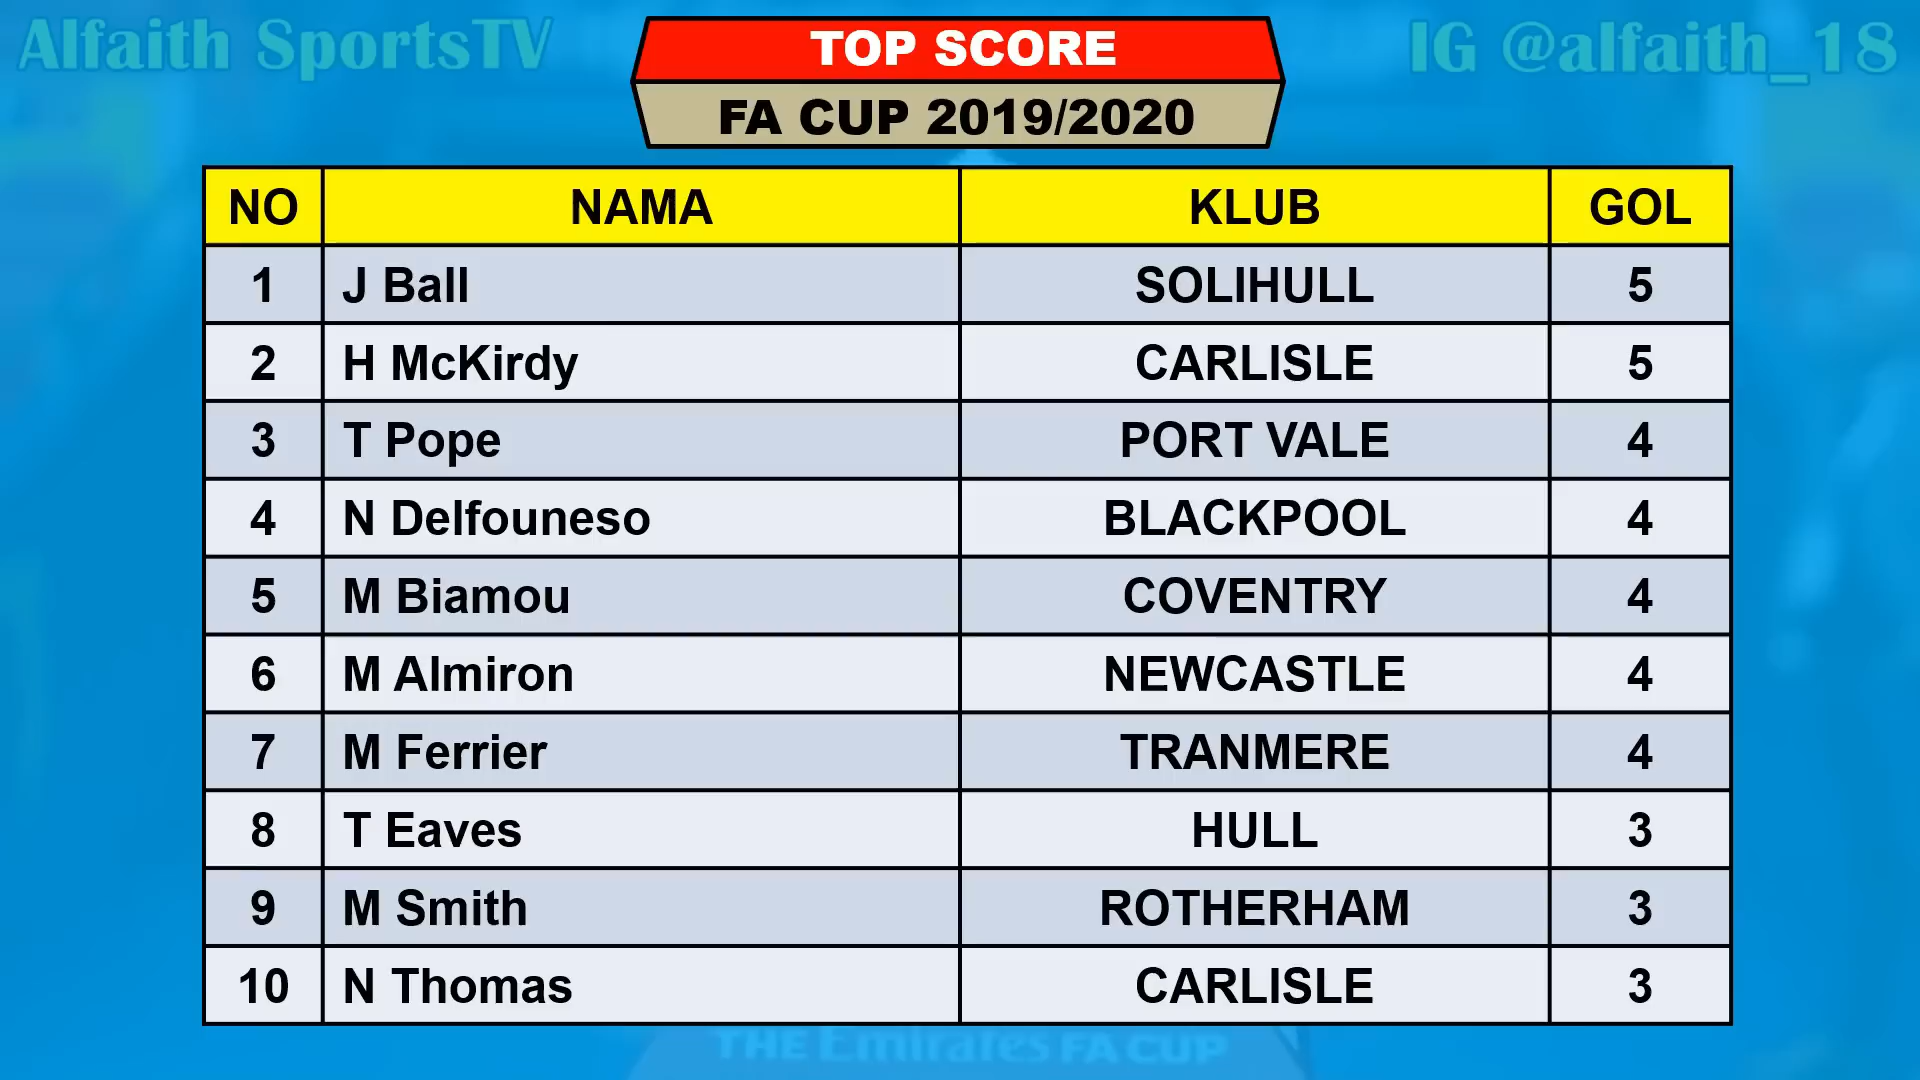 Alfaith SportsTV
TOP SCORE
IG @alfaith_18
FA CUP 2019/2020
NO NAMA KLUB GOL
1 J Ball SOLIHULL 5
2 H McKirdy CARLISLE 5
3 T Pope PORT VALE 4
4 N Delfouneso BLACKPOOL 4
5 M Biamou COVENTRY 4
6 M Almiron NEWCASTLE 4
7 M Ferrier TRANMERE 4
8 T Eaves HULL 3
9 M Smith ROTHERHAM 3
10 N Thomas CARLISLE 3
THE Emirates FA CUP